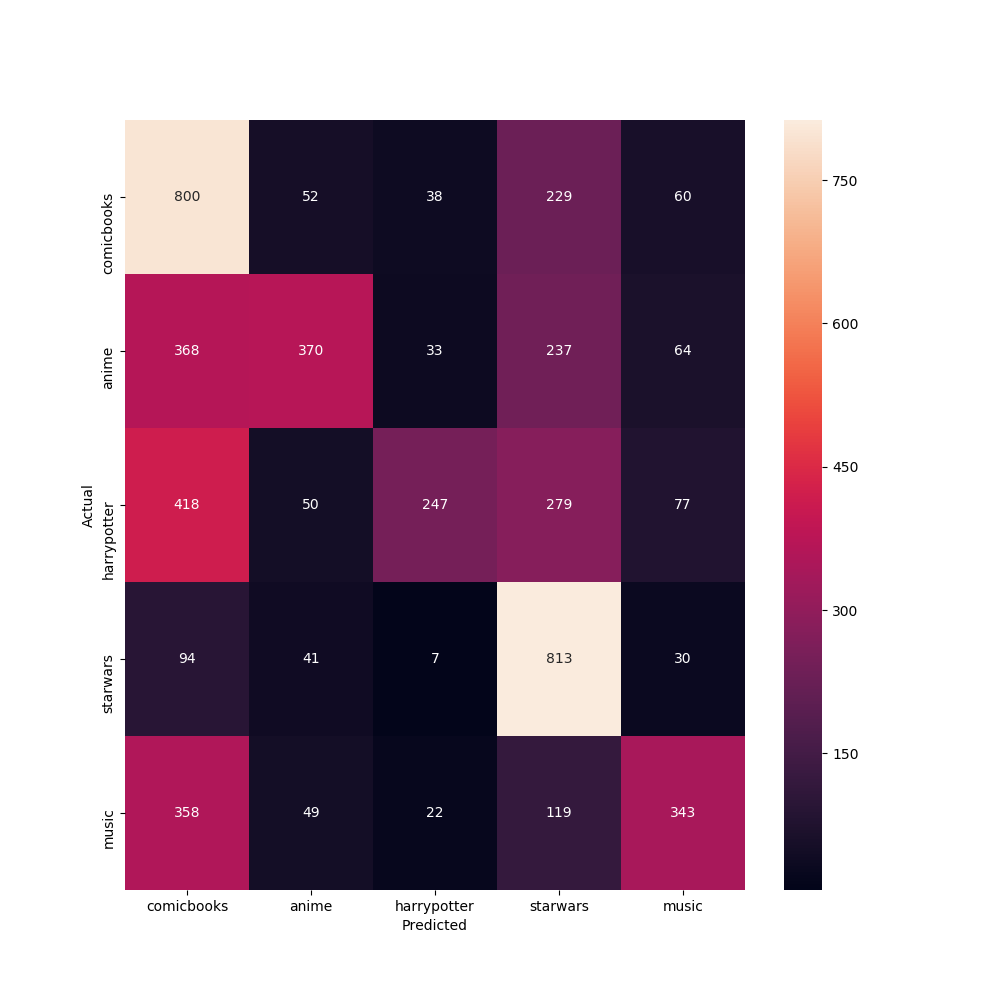 comicbooks 800 52 38 229 60
anime 368 370 33 237 64
harrypotter 418 50 247 279 77
starwars 94 41 7 813 30
music 358 49 22 119 343
Actual
comicbooks anime harrypotter starwars music
Predicted
750
600
450
300
150